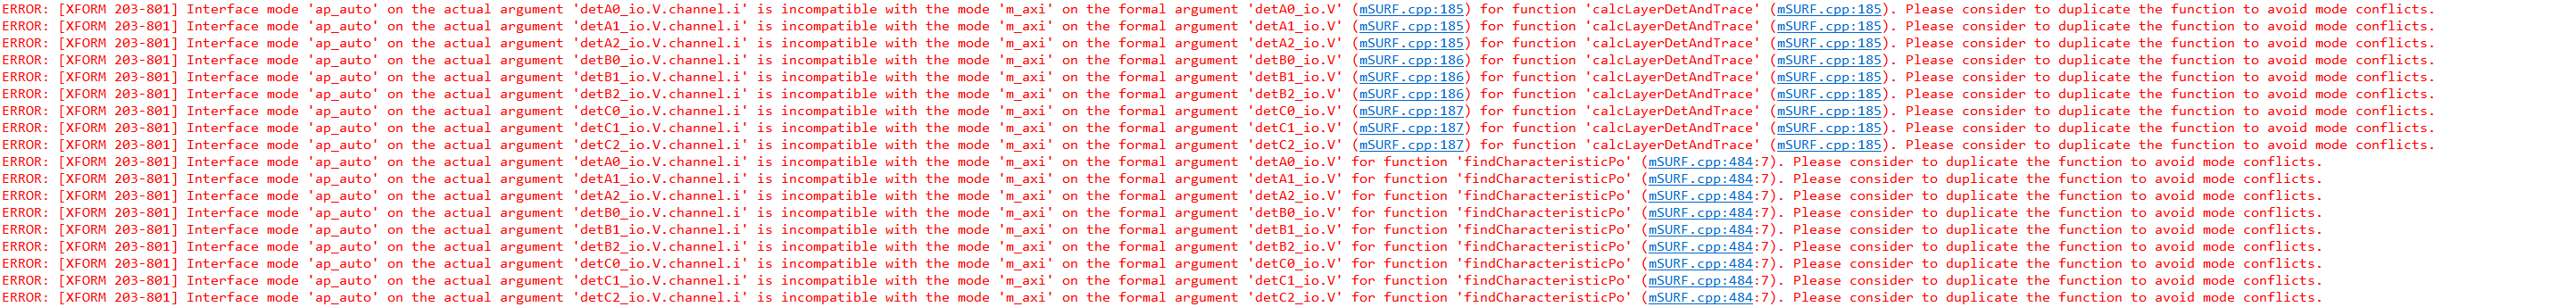 ERROR: [XFORM 203-801] Interface mode 'ap_auto' on the actual argument 'detA0_io.V.channel.i' is incompatible with the mode 'm_axi' on the formal argument 'detA0_io.V' (mSURF.cpp:185) for function 'calcLayerDetAndTrace' (mSURF.cpp:185). Please consider to duplicate the function to avoid mode conflicts.
ERROR: [XFORM 203-801] Interface mode 'ap_auto' on the actual argument 'detA1_io.V.channel.i' is incompatible with the mode 'm_axi' on the formal argument 'detA1_io.V' (mSURF.cpp:185) for function 'calcLayerDetAndTrace' (mSURF.cpp:185). Please consider to duplicate the function to avoid mode conflicts.
ERROR: [XFORM 203-801] Interface mode 'ap_auto' on the actual argument 'detA2_io.V.channel.i' is incompatible with the mode 'm_axi' on the formal argument 'detA2_io.V' (mSURF.cpp:185) for function 'calcLayerDetAndTrace' (mSURF.cpp:185). Please consider to duplicate the function to avoid mode conflicts.
ERROR: [XFORM 203-801] Interface mode 'ap_auto' on the actual argument 'detB0_io.V.channel.i' is incompatible with the mode 'm_axi' on the formal argument 'detB0_io.V' (mSURF.cpp:186) for function 'calcLayerDetAndTrace' (mSURF.cpp:185). Please consider to duplicate the function to avoid mode conflicts.
ERROR: [XFORM 203-801] Interface mode 'ap_auto' on the actual argument 'detB1_io.V.channel.i' is incompatible with the mode 'm_axi' on the formal argument 'detB1_io.V' (mSURF.cpp:186) for function 'calcLayerDetAndTrace' (mSURF.cpp:185). Please consider to duplicate the function to avoid mode conflicts.
ERROR: [XFORM 203-801] Interface mode 'ap_auto' on the actual argument 'detB2_io.V.channel.i' is incompatible with the mode 'm_axi' on the formal argument 'detB2_io.V' (mSURF.cpp:186) for function 'calcLayerDetAndTrace' (mSURF.cpp:185). Please consider to duplicate the function to avoid mode conflicts.
ERROR: [XFORM 203-801] Interface mode 'ap_auto' on the actual argument 'detC0_io.V.channel.i' is incompatible with the mode 'm_axi' on the formal argument 'detC0_io.V' (mSURF.cpp:187) for function 'calcLayerDetAndTrace' (mSURF.cpp:185). Please consider to duplicate the function to avoid mode conflicts.
ERROR: [XFORM 203-801] Interface mode 'ap_auto' on the actual argument 'detC1_io.V.channel.i' is incompatible with the mode 'm_axi' on the formal argument 'detC1_io.V' (mSURF.cpp:187) for function 'calcLayerDetAndTrace' (mSURF.cpp:185). Please consider to duplicate the function to avoid mode conflicts.
ERROR: [XFORM 203-801] Interface mode 'ap_auto' on the actual argument 'detC2_io.V.channel.i' is incompatible with the mode 'm_axi' on the formal argument 'detC2_io.V' (mSURF.cpp:187) for function 'calcLayerDetAndTrace' (mSURF.cpp:185). Please consider to duplicate the function to avoid mode conflicts.
ERROR: [XFORM 203-801] Interface mode 'ap_auto' on the actual argument 'detA0_io.V.channel.i' is incompatible with the mode 'm_axi' on the formal argument 'detA0_io.V' for function 'findCharacteristicPo' (mSURF.cpp:484:7). Please consider to duplicate the function to avoid mode conflicts.
ERROR: [XFORM 203-801] Interface mode 'ap_auto' on the actual argument 'detA1_io.V.channel.i' is incompatible with the mode 'm_axi' on the formal argument 'detA1_io.V' for function 'findCharacteristicPo' (mSURF.cpp:484:7). Please consider to duplicate the function to avoid mode conflicts.
ERROR: [XFORM 203-801] Interface mode 'ap_auto' on the actual argument 'detA2_io.V.channel.i' is incompatible with the mode 'm_axi' on the formal argument 'detA2_io.V' for function 'findCharacteristicPo' (mSURF.cpp:484:7). Please consider to duplicate the function to avoid mode conflicts.
ERROR: [XFORM 203-801] Interface mode 'ap_auto' on the actual argument 'detB0_io.V.channel.i' is incompatible with the mode 'm_axi' on the formal argument 'detB0_io.V' for function 'findCharacteristicPo' (mSURF.cpp:484:7). Please consider to duplicate the function to avoid mode conflicts.
ERROR: [XFORM 203-801] Interface mode 'ap_auto' on the actual argument 'detB1_io.V.channel.i' is incompatible with the mode 'm_axi' on the formal argument 'detB1_io.V' for function 'findCharacteristicPo' (mSURF.cpp:484:7). Please consider to duplicate the function to avoid mode conflicts.
ERROR: [XFORM 203-801] Interface mode 'ap_auto' on the actual argument 'detB2_io.V.channel.i' is incompatible with the mode 'm_axi' on the formal argument 'detB2_io.V' for function 'findCharacteristicPo' (mSURF.cpp:484:7). Please consider to duplicate the function to avoid mode conflicts.
ERROR: [XFORM 203-801] Interface mode 'ap_auto' on the actual argument 'detC0_io.V.channel.i' is incompatible with the mode 'm_axi' on the formal argument 'detC0_io.V' for function 'findCharacteristicPo' (mSURF.cpp:484:7). Please consider to duplicate the function to avoid mode conflicts.
ERROR: [XFORM 203-801] Interface mode 'ap_auto' on the actual argument 'detC1_io.V.channel.i' is incompatible with the mode 'm_axi' on the formal argument 'detC1_io.V' for function 'findCharacteristicPo' (mSURF.cpp:484:7). Please consider to duplicate the function to avoid mode conflicts.
ERROR: [XFORM 203-801] Interface mode 'ap_auto' on the actual argument 'detC2_io.V.channel.i' is incompatible with the mode 'm_axi' on the formal argument 'detC2_io.V' for function 'findCharacteristicPo' (mSURF.cpp:484:7). Please consider to duplicate the function to avoid mode conflicts.